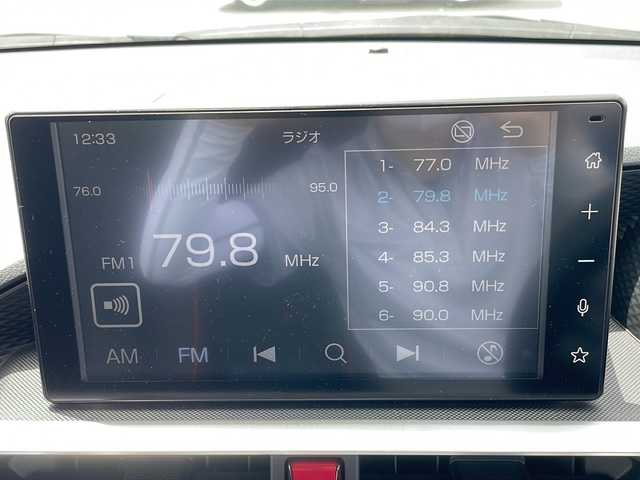 12:33
ラジオ
76.0
95.0
FM1
79.8 MHz
1- 77.0 MHz
2- 79.8 MHz
3- 84.3 MHz
4- 85.3 MHz
5- 90.8 MHz
6- 90.0 MHz
AM
FM